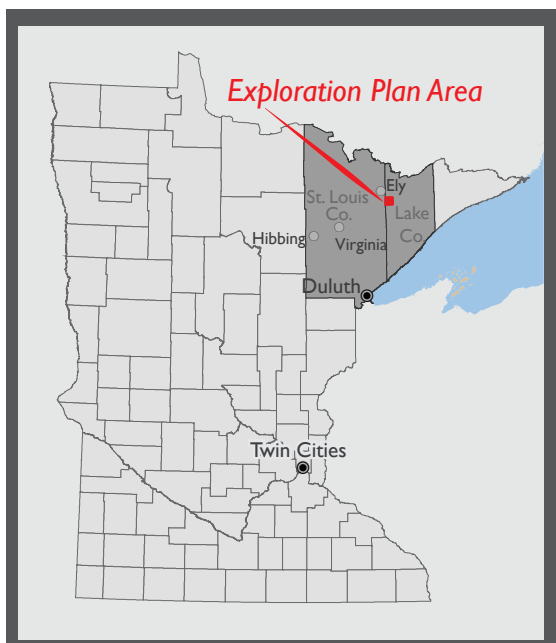 Exploration Plan Area
Ely
St. Louis
Co.
Lake
Co.
Hibbing
Virginia
Duluth
Twin Cities